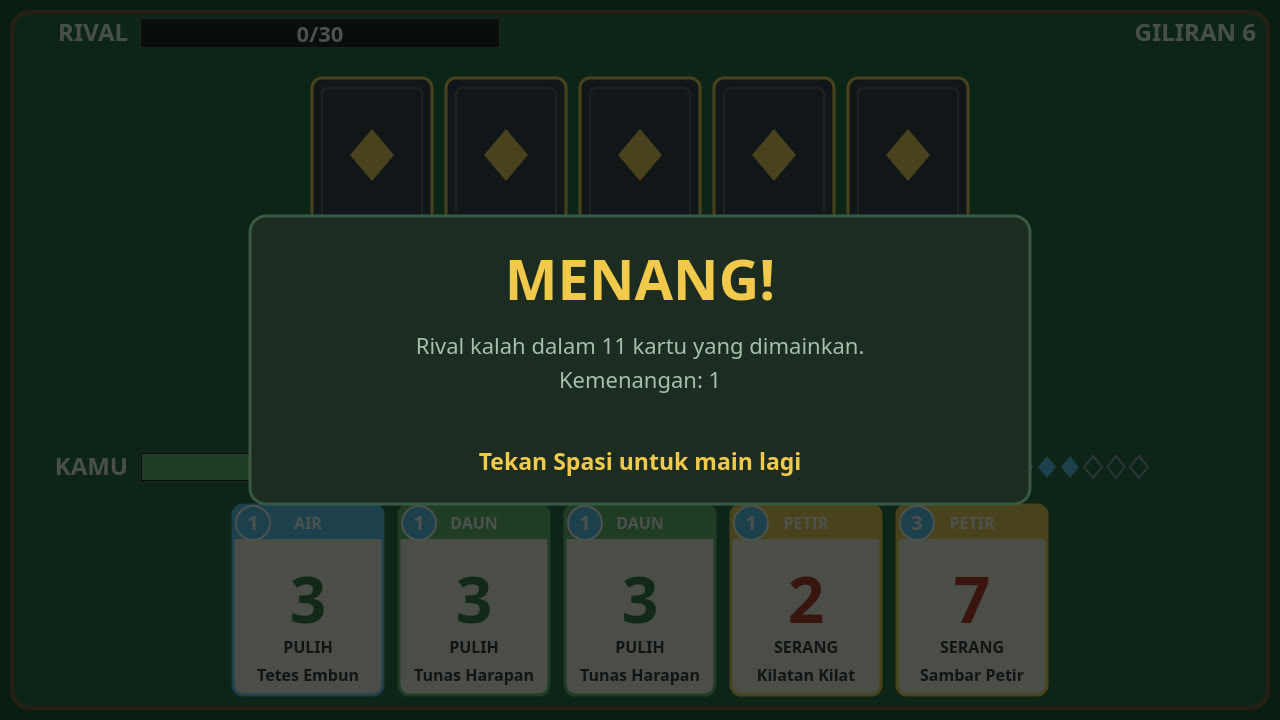 RIVAL
0/30
GILIRAN 6
MENANG!
Rival kalah dalam 11 kartu yang dimainkan.
Kemenangan: 1
Tekan Spasi untuk main lagi
KAMU
1 AIR
3
PULIH
Tetes Embun
1 DAUN
3
PULIH
Tunas Harapan
1 DAUN
3
PULIH
Tunas Harapan
1 PETIR
2
SERANG
Kilatan Kilat
3 PETIR
7
SERANG
Sambar Petir